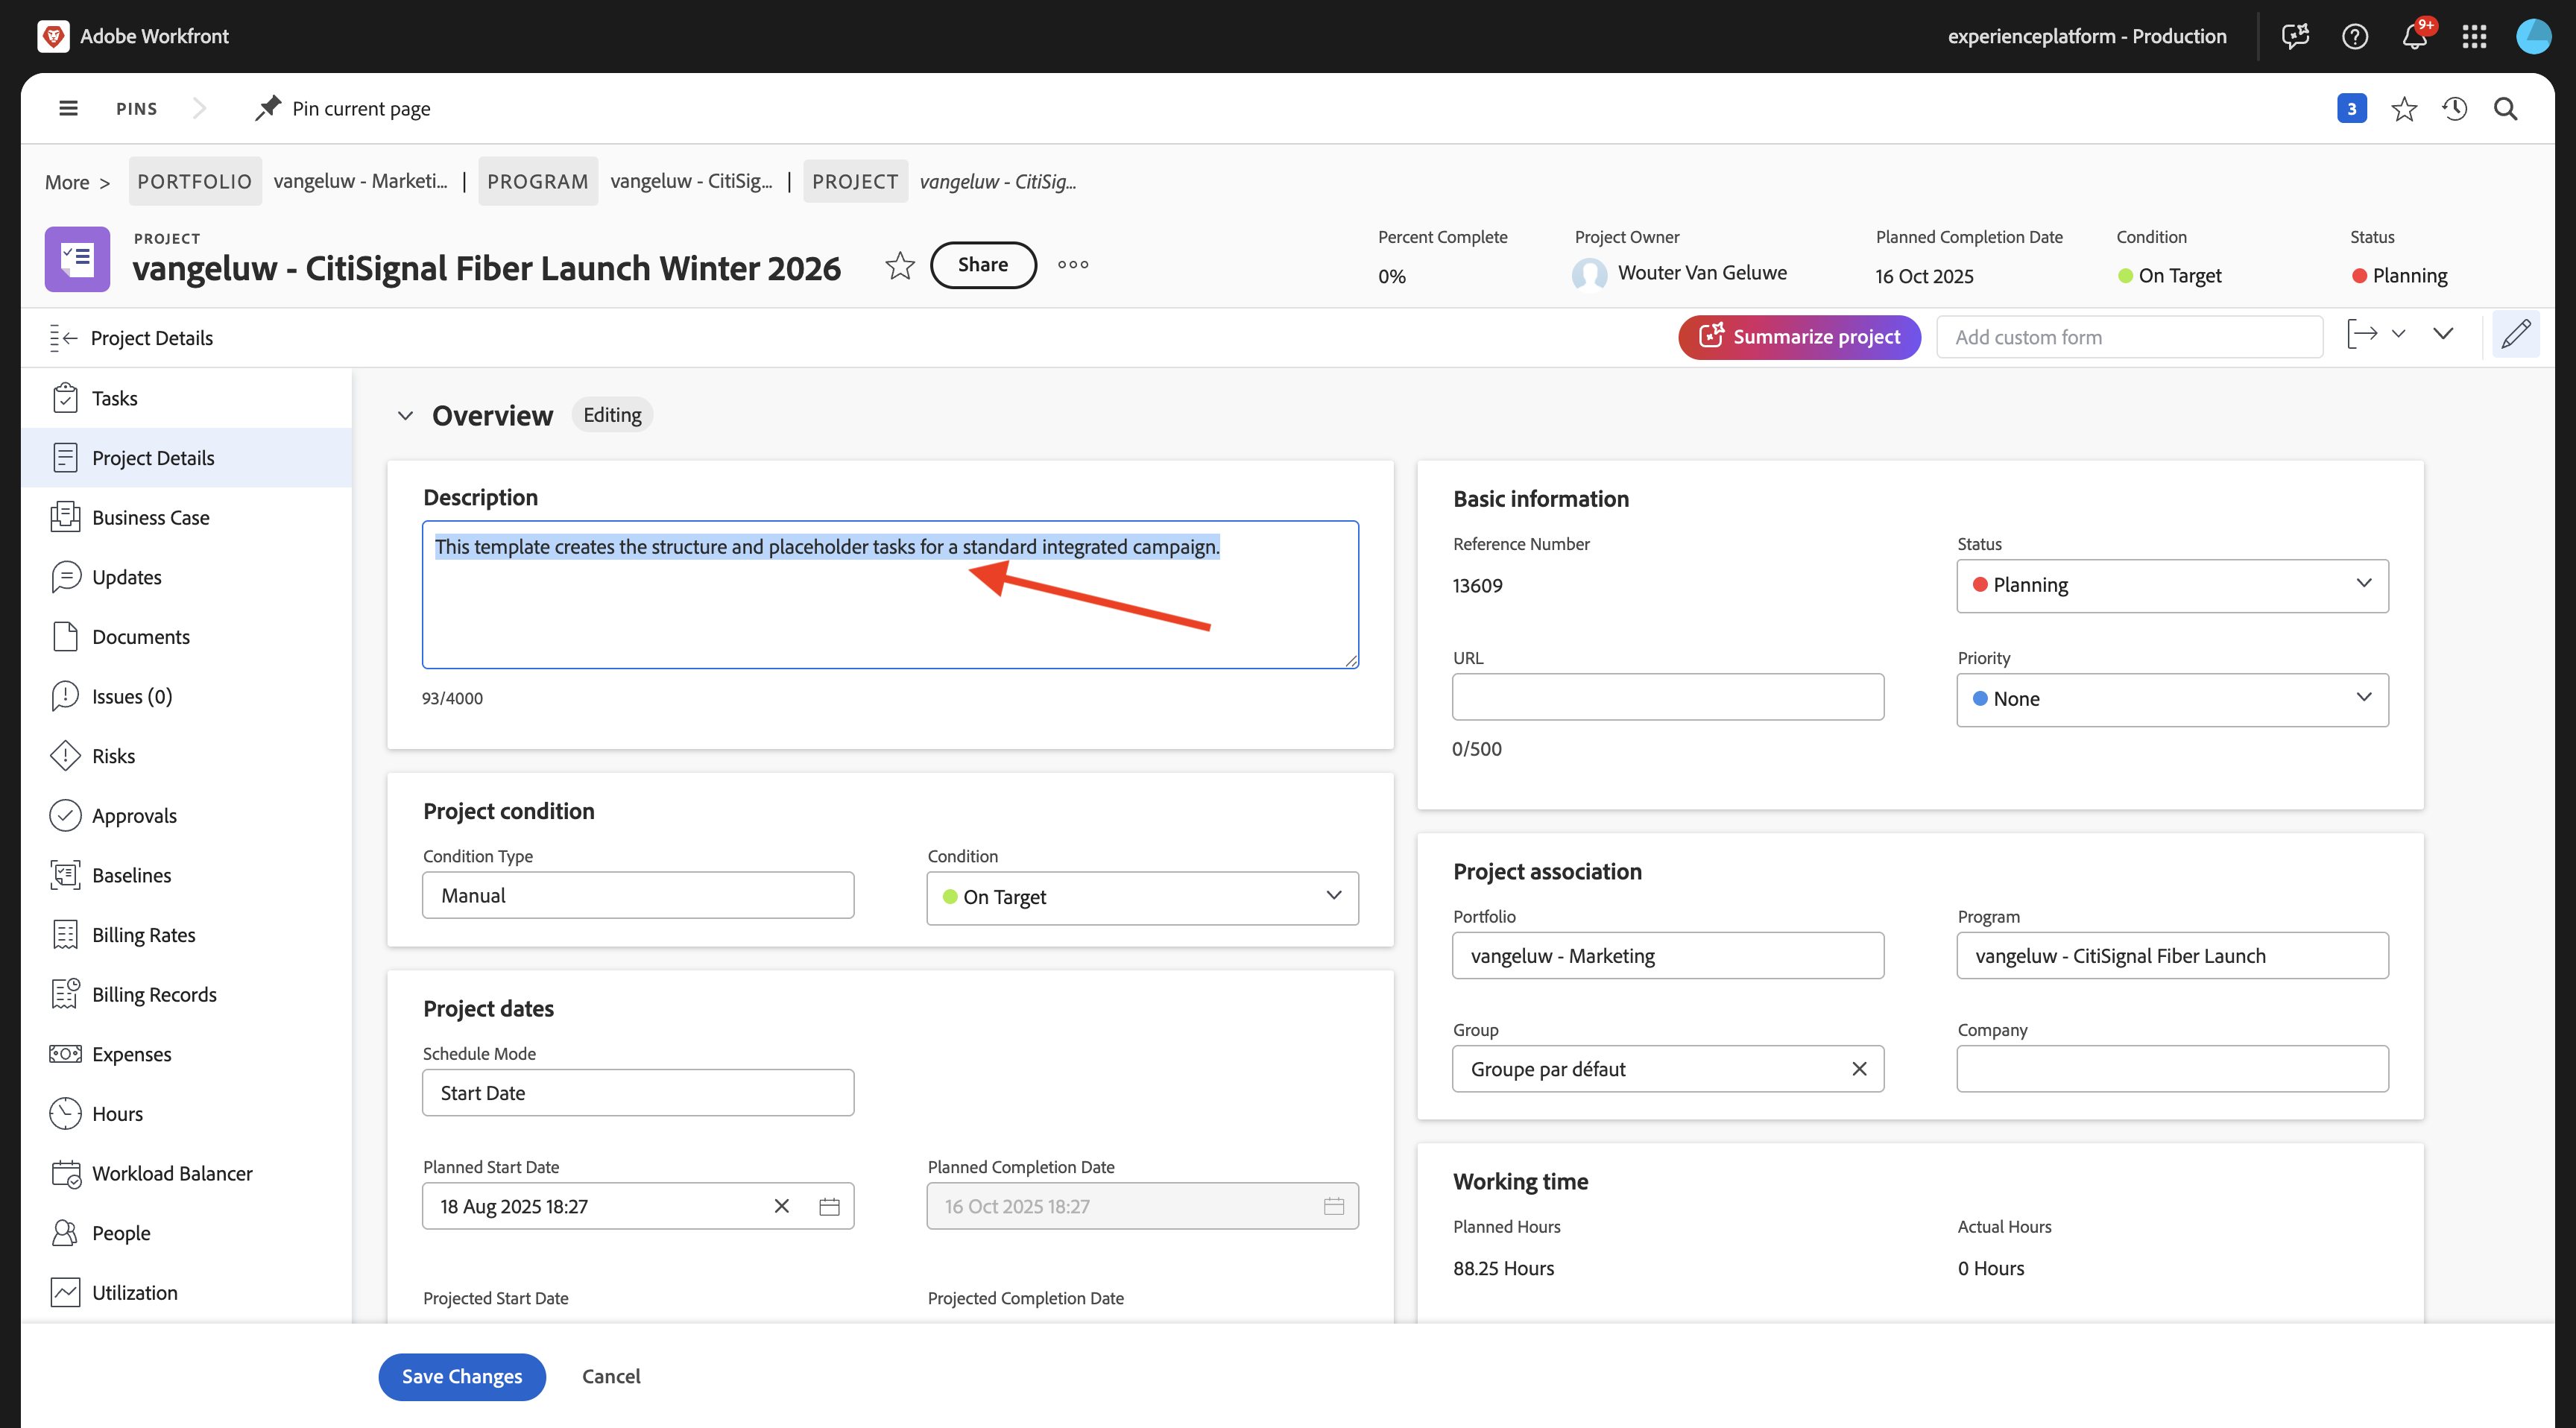 Adobe Workfront
experienceplatform - Production
9+
PINS
Pin current page
3
More >
PORTFOLIO
vangeluw - Marketi...
|
PROGRAM
vangeluw - CitiSig...
|
PROJECT
vangeluw - CitiSig...
PROJECT
vangeluw - CitiSignal Fiber Launch Winter 2026
Share
Percent Complete
0%
Project Owner
Wouter Van Geluwe
Planned Completion Date
16 Oct 2025
Condition
On Target
Status
Planning
Project Details
Summarize project
Add custom form
Tasks
Project Details
Business Case
Updates
Documents
Issues (0)
Risks
Approvals
Baselines
Billing Rates
Billing Records
Expenses
Hours
Workload Balancer
People
Utilization
Overview
Editing
Description
This template creates the structure and placeholder tasks for a standard integrated campaign.
93/4000
Project condition
Condition Type
Manual
Condition
On Target
Project dates
Schedule Mode
Start Date
Planned Start Date
18 Aug 2025 18:27
Planned Completion Date
16 Oct 2025 18:27
Projected Start Date
Projected Completion Date
Basic information
Reference Number
13609
Status
Planning
URL
0/500
Priority
None
Project association
Portfolio
vangeluw - Marketing
Program
vangeluw - CitiSignal Fiber Launch
Group
Groupe par défaut
Company
Working time
Planned Hours
88.25 Hours
Actual Hours
0 Hours
Save Changes
Cancel